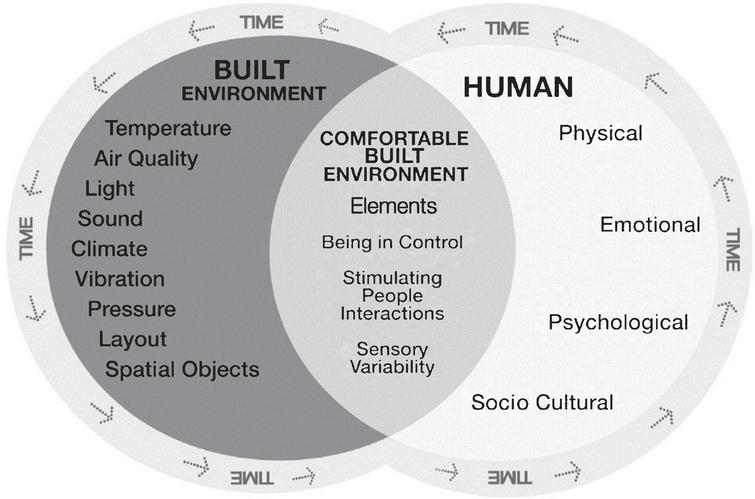 TIME
TIME
BUILT
ENVIRONMENT
Temperature
Air Quality
Light
Sound
Climate
Vibration
Pressure
Layout
Spatial Objects
TIME
TIME
COMFORTABLE
BUILT
ENVIRONMENT
Elements
Being in Control
Stimulating
People
Interactions
Sensory
Variability
HUMAN
Physical
Emotional
Psychological
Socio Cultural
TIME
TIME